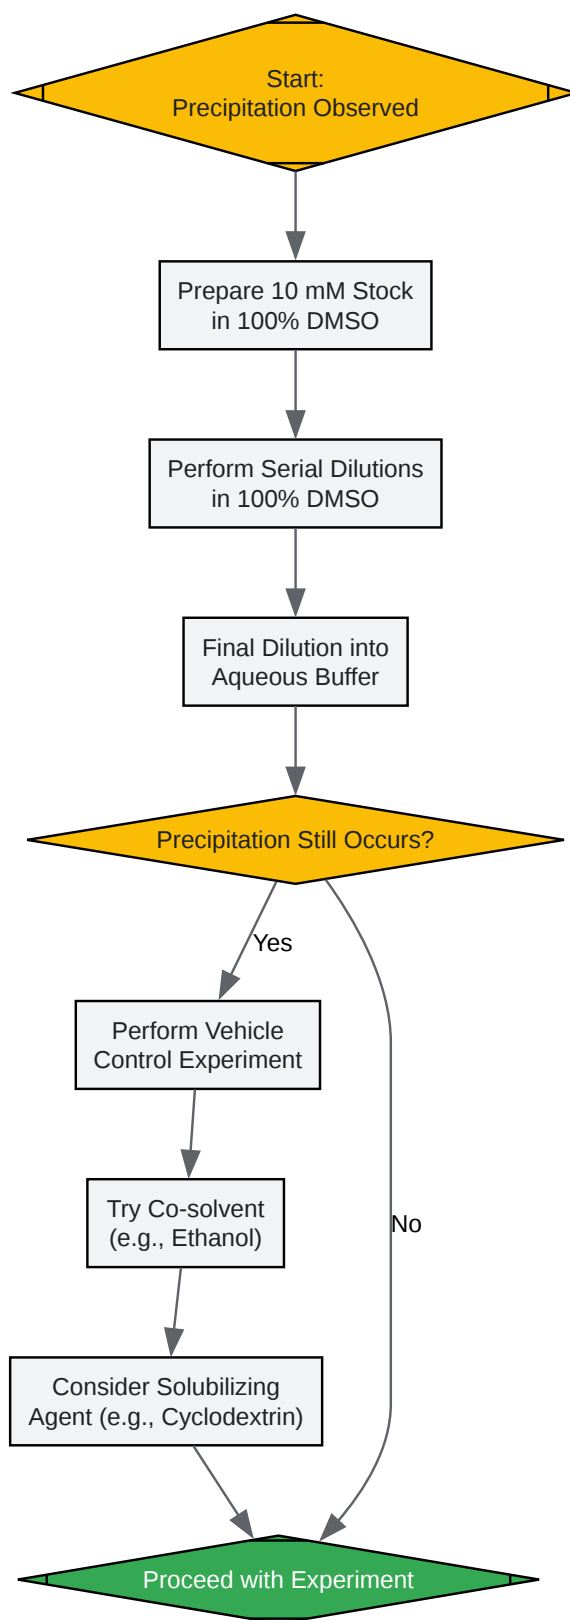 Start:
Precipitation Observed
Prepare 10 mM Stock
in 100% DMSO
Perform Serial Dilutions
in 100% DMSO
Final Dilution into
Aqueous Buffer
Precipitation Still Occurs?
Yes
Perform Vehicle
Control Experiment
Try Co-solvent
(e.g., Ethanol)
No
Consider Solubilizing
Agent (e.g., Cyclodextrin)
Proceed with Experiment